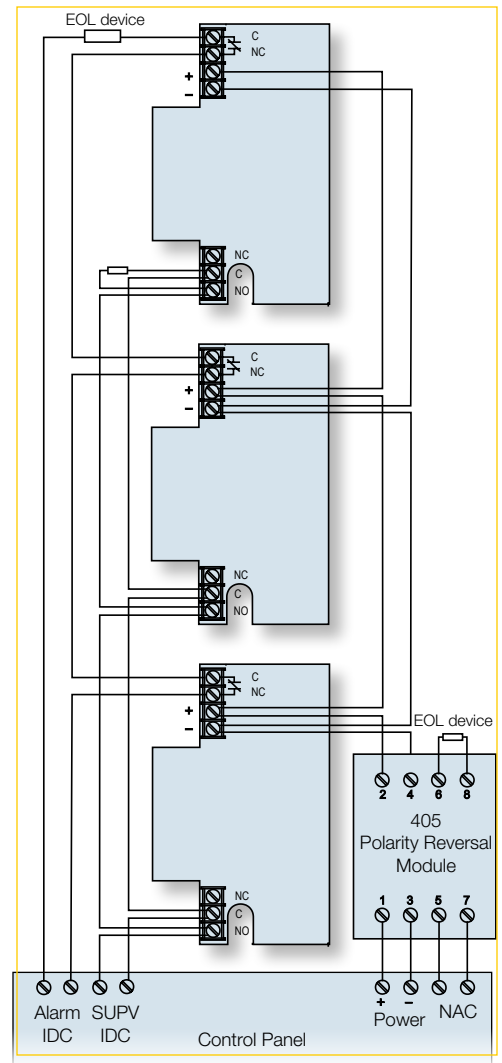 EOL device
C
NC
+
–
NC
C
NO
C
NC
+
–
NC
C
NO
C
NC
+
–
EOL device
2 4 6 8
405
Polarity Reversal
Module
1 3 5 7
NC
C
NO
+ –
Alarm IDC
SUPV IDC
Control Panel
Power
NAC